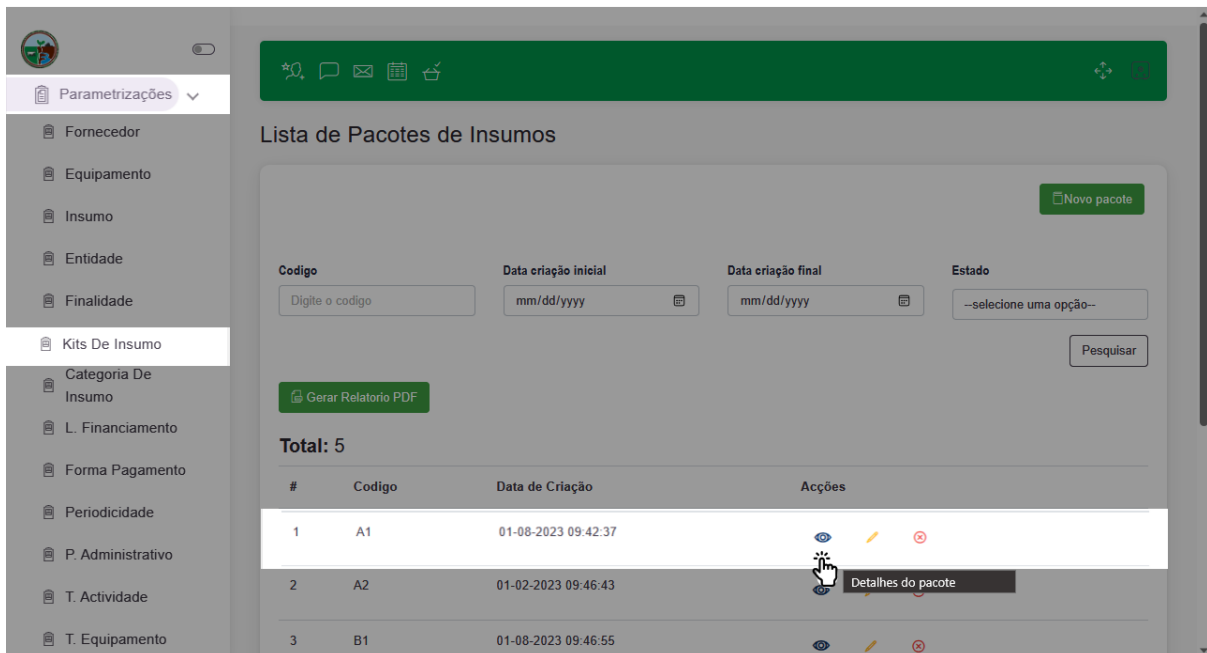 Parametrizações
Fornecedor
Equipamento
Insumo
Entidade
Finalidade
Kits De Insumo
Categoria De
Insumo
L. Financiamento
Forma Pagamento
Periodicidade
P. Administrativo
T. Actividade
T. Equipamento
Lista de Pacotes de Insumos
Novo pacote
Codigo Data criação inicial Data criação final Estado
Digite o codigo mm/dd/yyyy mm/dd/yyyy --selecione uma opção--
Pesquisar
Gerar Relatorio PDF
Total: 5
# Codigo Data de Criação Acções
1 A1 01-08-2023 09:42:37
Detalhes do pacote
2 A2 01-02-2023 09:46:43
3 B1 01-08-2023 09:46:55